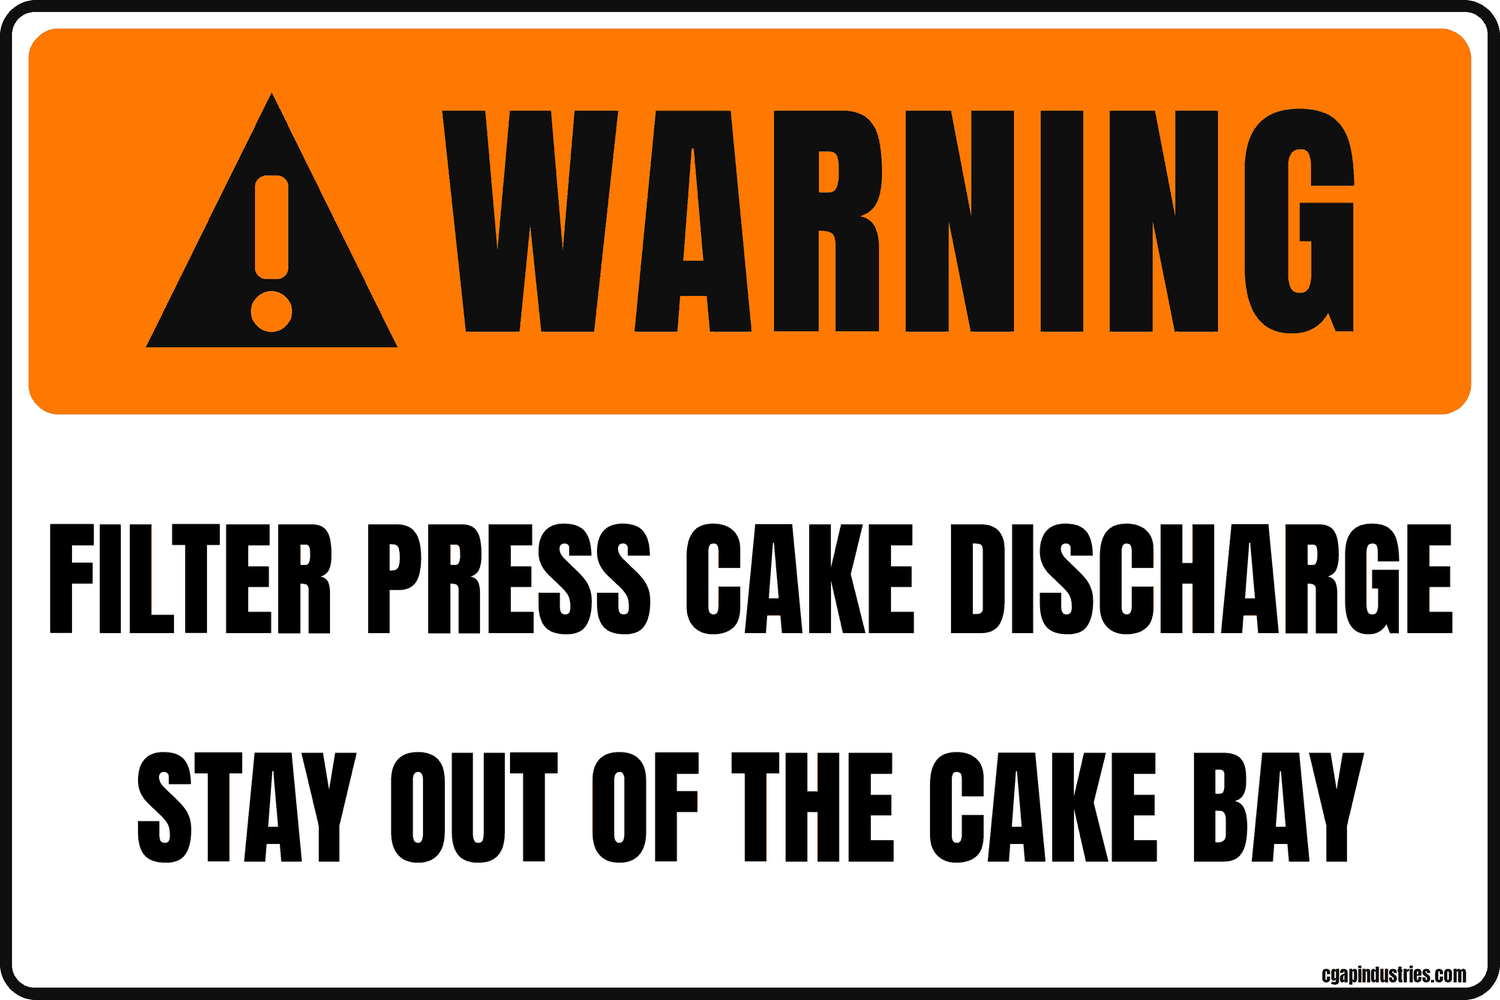 WARNING
FILTER PRESS CAKE DISCHARGE
STAY OUT OF THE CAKE BAY
cgapindustries.com